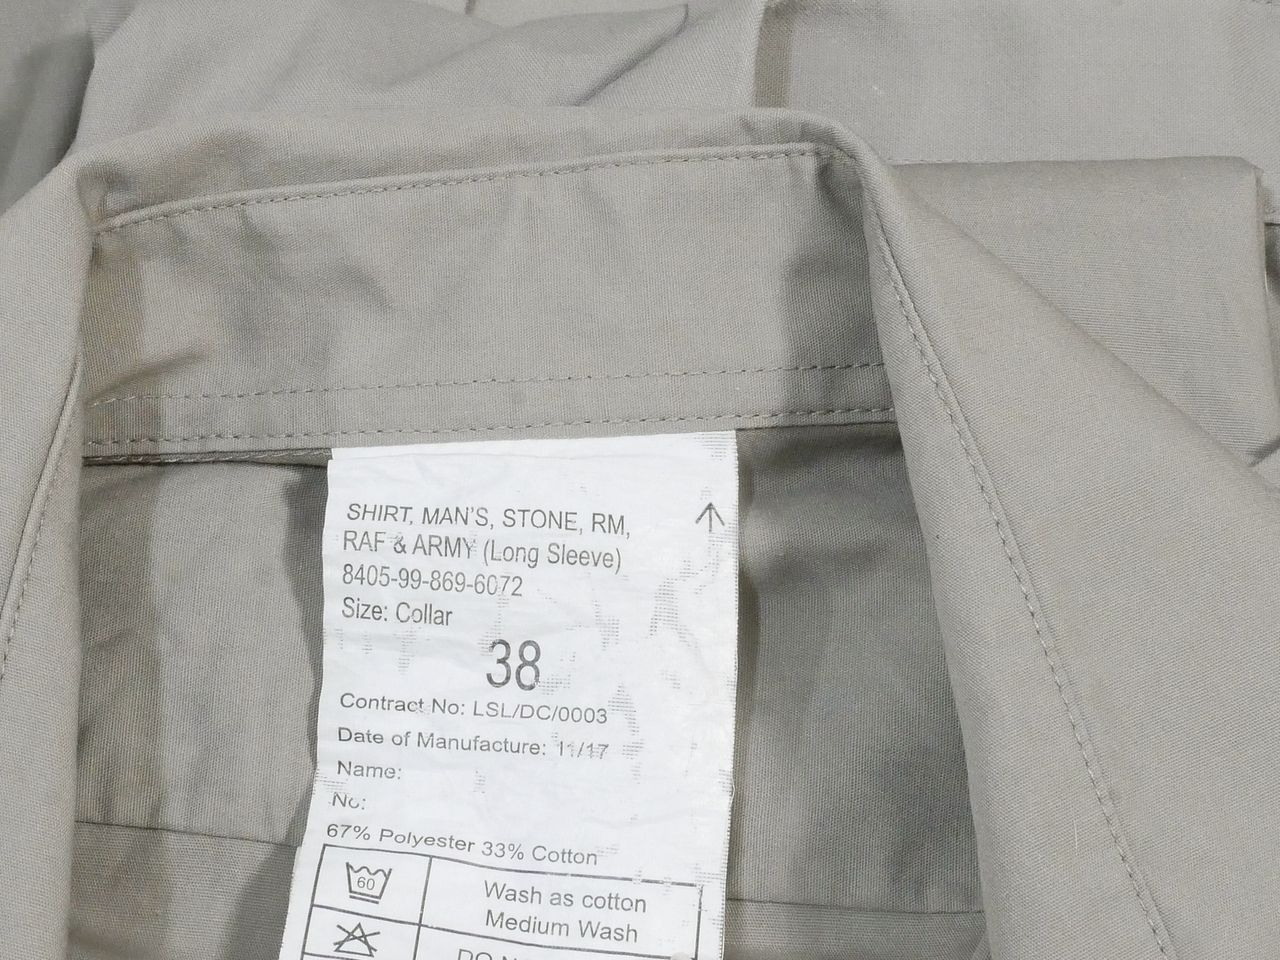 SHIRT, MAN'S, STONE, RM,
RAF & ARMY (Long Sleeve)
8405-99-869-6072
Size: Collar
38
Contract No: LSL/DC/0003
Date of Manufacture: 11/17
Name:
No:
67% Polyester 33% Cotton
60
Wash as cotton
Medium Wash
DO